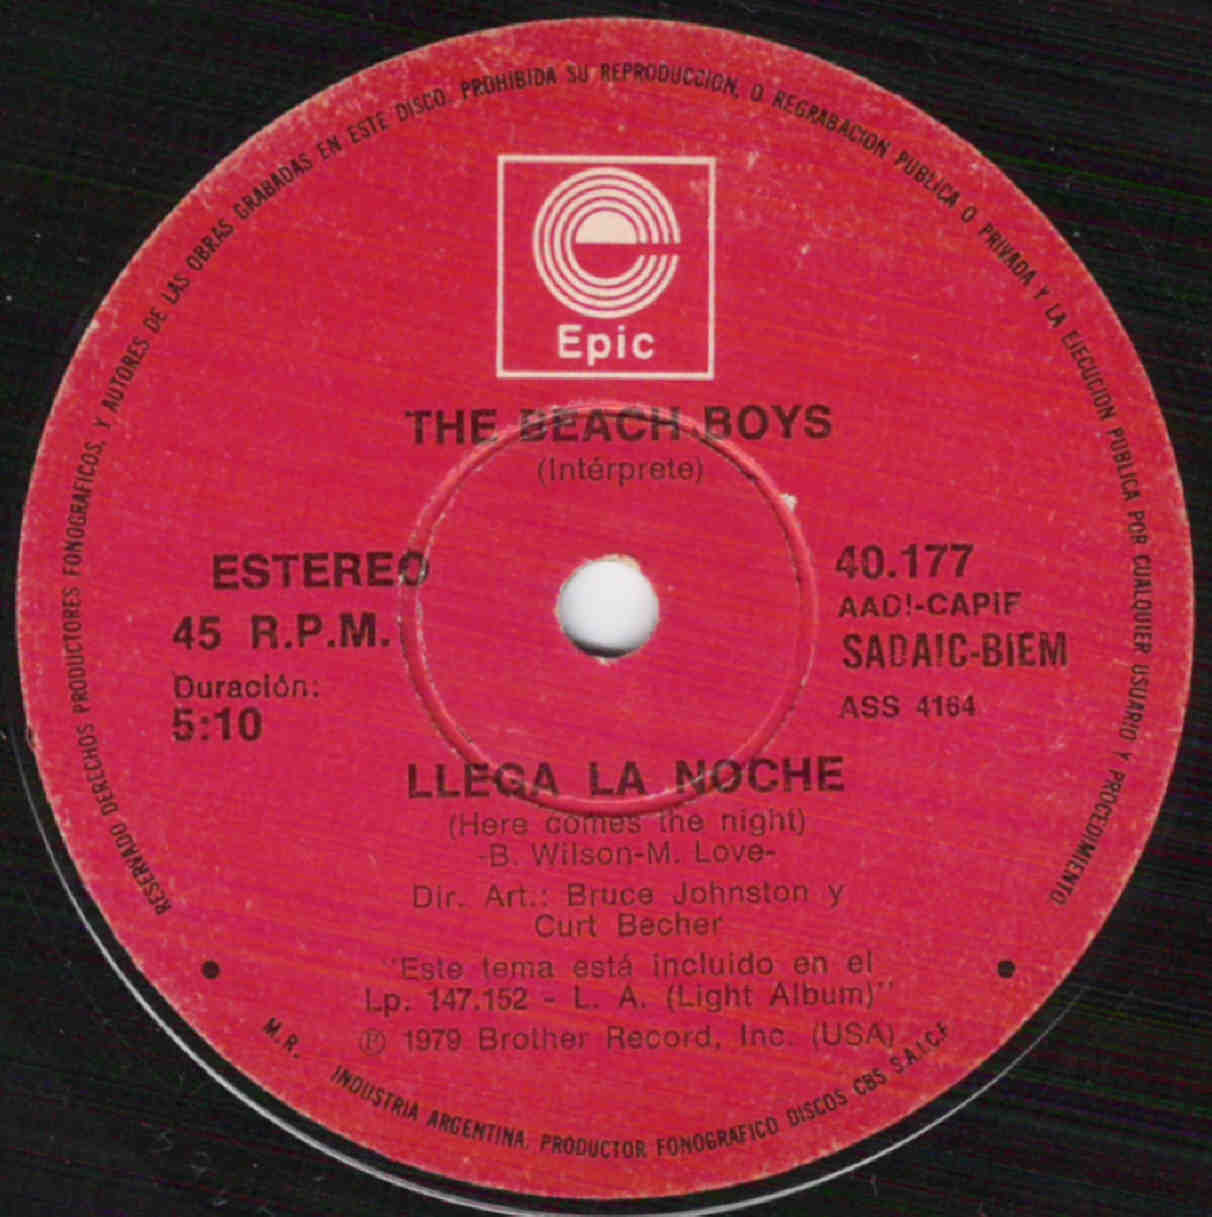 RESERVADO DERECHOS PRODUCTORES FONOGRAFICOS, Y AUTORES DE LAS OBRAS GRABADAS EN ESTE DISCO. PROHIBIDA SU REPRODUCCION, O REGRABACION PUBLICA O PRIVADA Y LA EJECUCION PUBLICA POR CUALQUIER USUARIO Y PROCEDIMIENTO
e
Epic
THE BEACH BOYS
(Intérprete)
ESTEREO
45 R.P.M.
Duración:
5:10
40.177
AADI-CAPIF
SADAIC-BIEM
ASS 4164
LLEGA LA NOCHE
(Here comes the night)
-B. Wilson-M. Love-
Dir. Art.: Bruce Johnston y
Curt Becher
"Este tema está incluido en el
Lp. 147.152 - L. A. (Light Album)"
Ⓟ 1979 Brother Record, Inc. (USA)
M.R. INDUSTRIA ARGENTINA. PRODUCTOR FONOGRAFICO DISCOS CBS S.A.I.C.F